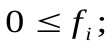 0 ≤ fᵢ;